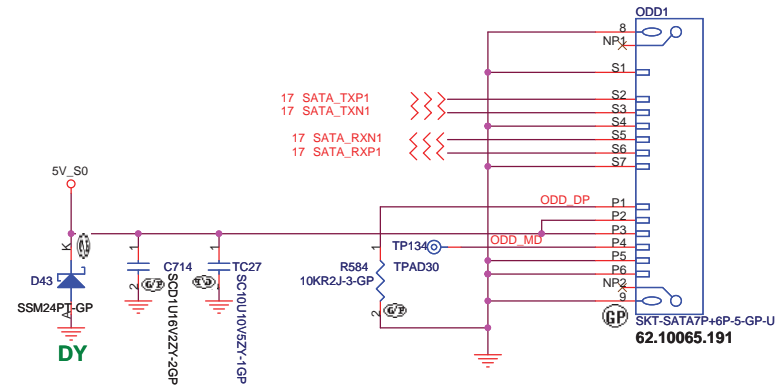 ODD1
8
NP1
S1
17 SATA_TXP1
S2
17 SATA_TXN1
S3
S4
17 SATA_RXN1
S5
17 SATA_RXP1
S6
S7
5V_S0
ODD_DP
P1
P2
P3
K
1
1
1
TP134
ODD_MD
P4
D43
C714
TC27
R584
TPAD30
P5
10KR2J-3-GP
P6
2
G/P
2
NP2
SSM24PT-GP
A
SCD1U16V2ZY-2GP
SC10U10V5ZY-1GP
2
G/P
9
GP
SKT-SATA7P+6P-5-GP-U
62.10065.191
DY